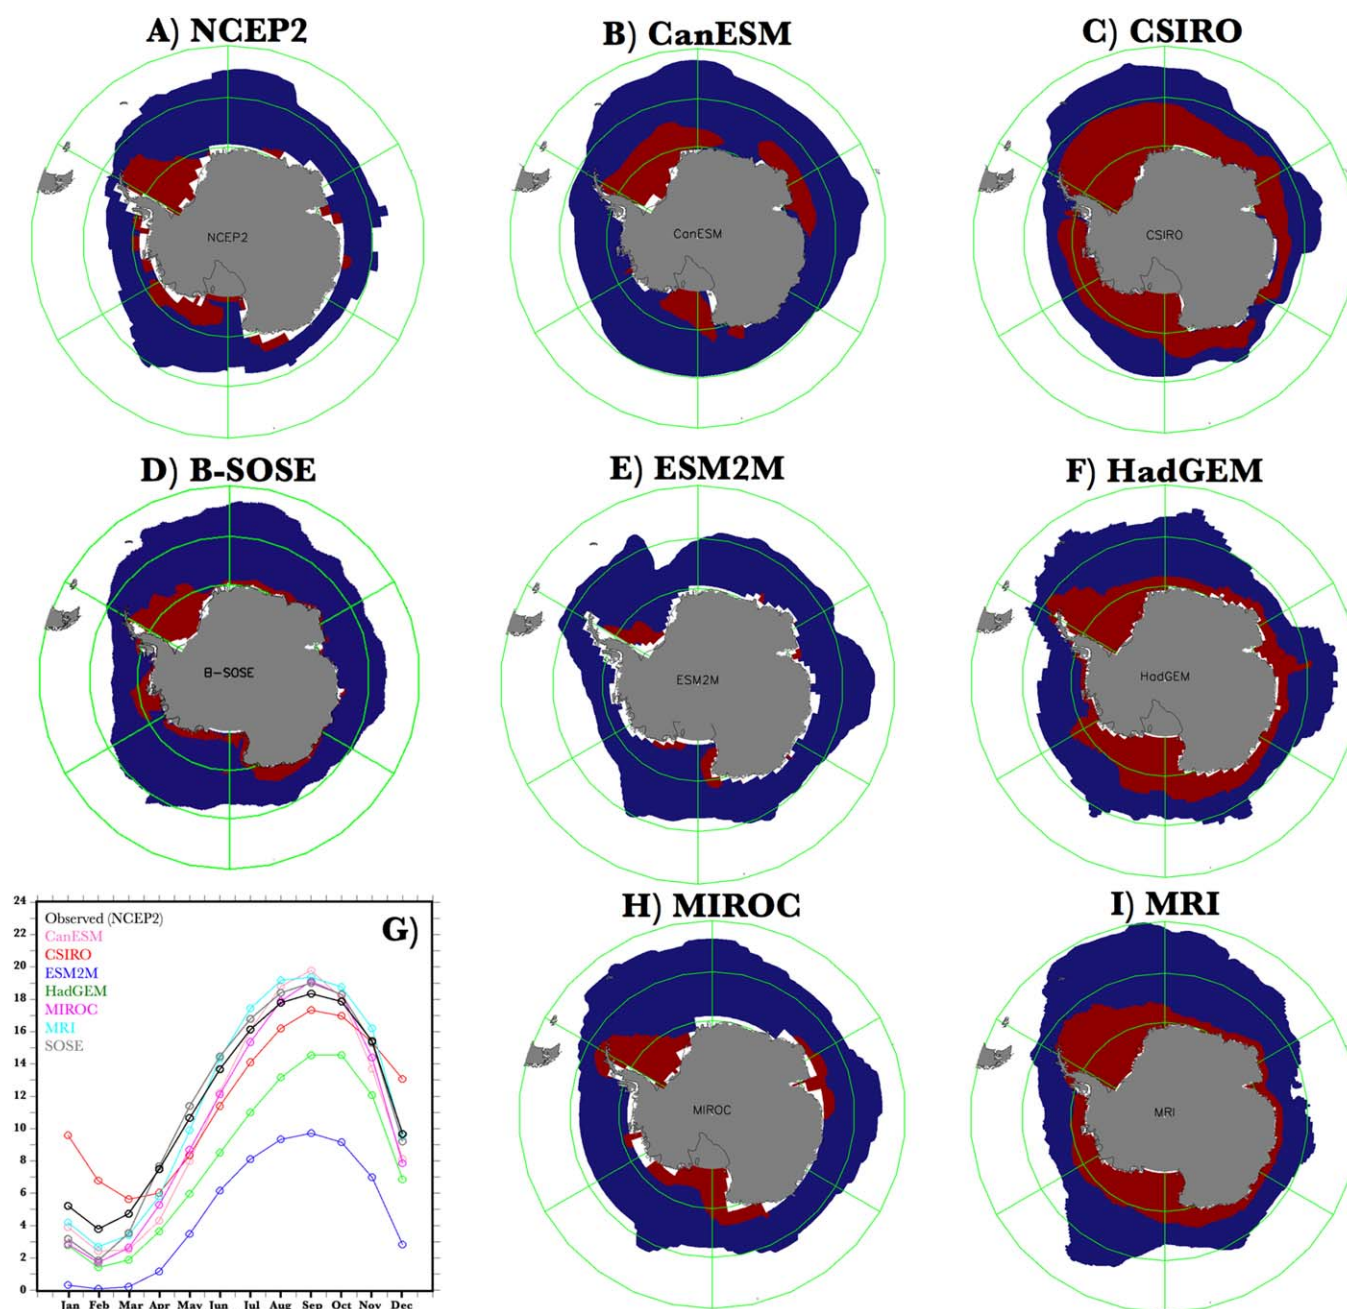 A) NCEP2
B) CanESM
C) CSIRO
NCEP2
CanESM
CSIRO
D) B-SOSE
E) ESM2M
F) HadGEM
B-SOSE
ESM2M
HadGEM
G)
24
22
20
18
16
14
12
10
8
6
4
2
0
Observed (NCEP2)
CanESM
CSIRO
ESM2M
HadGEM
MIROC
MRI
SOSE
Jan Feb Mar Apr May Jun Jul Aug Sep Oct Nov Dec
H) MIROC
I) MRI
MIROC
MRI